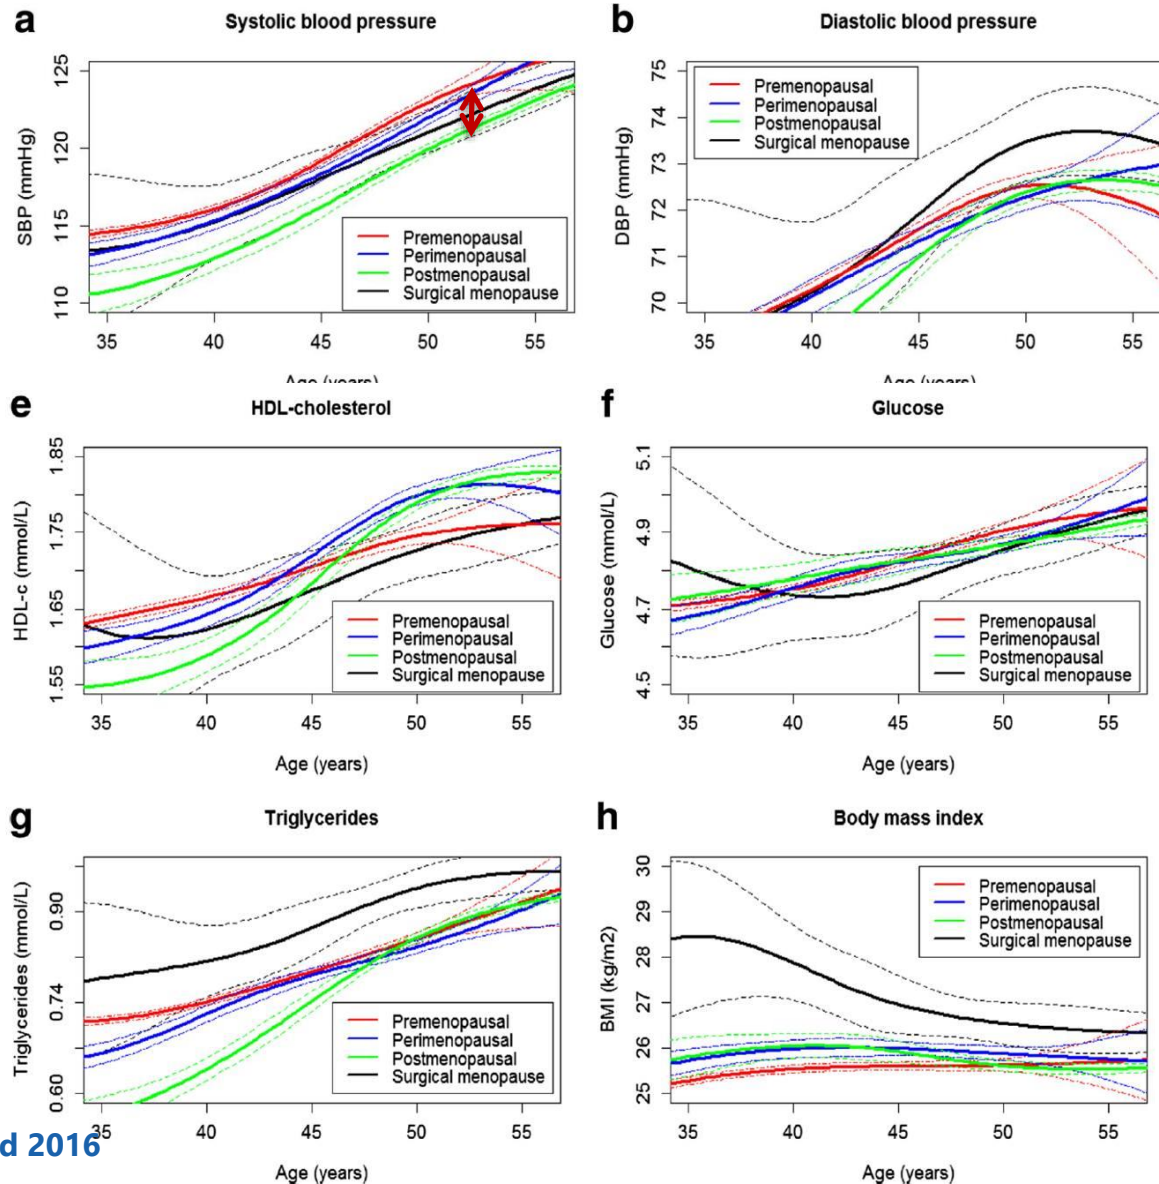 a
Systolic blood pressure
SBP (mmHg)
125
120
115
110
Premenopausal
Perimenopausal
Postmenopausal
Surgical menopause
35 40 45 50 55
Age (years)
b
Diastolic blood pressure
DBP (mmHg)
75
74
73
72
71
70
Premenopausal
Perimenopausal
Postmenopausal
Surgical menopause
35 40 45 50 55
Age (years)
e
HDL-cholesterol
HDL-c (mmol/L)
1.85
1.75
1.65
1.55
Premenopausal
Perimenopausal
Postmenopausal
Surgical menopause
35 40 45 50 55
Age (years)
f
Glucose
Glucose (mmol/L)
5.1
4.9
4.7
4.5
Premenopausal
Perimenopausal
Postmenopausal
Surgical menopause
35 40 45 50 55
Age (years)
g
Triglycerides
Triglycerides (mmol/L)
0.90
0.74
0.60
Premenopausal
Perimenopausal
Postmenopausal
Surgical menopause
35 40 45 50 55
Age (years)
h
Body mass index
BMI (kg/m2)
30
29
28
27
26
25
Premenopausal
Perimenopausal
Postmenopausal
Surgical menopause
35 40 45 50 55
Age (years)
d 2016